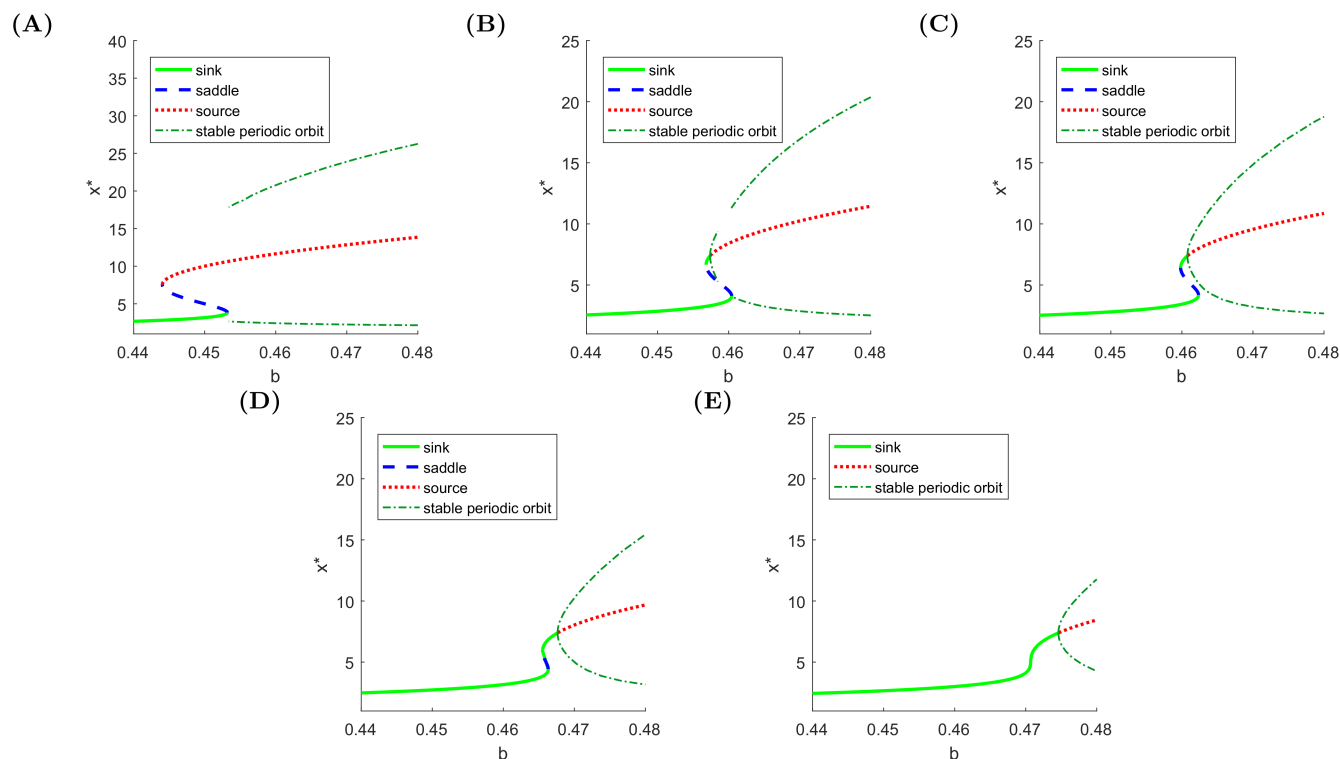 (A)
40
35
30
25
20
15
10
5
x*
sink
saddle
source
stable periodic orbit
0.44 0.45 0.46 0.47 0.48
b
(B)
25
20
15
10
5
x*
sink
saddle
source
stable periodic orbit
0.44 0.45 0.46 0.47 0.48
b
(C)
25
20
15
10
5
x*
sink
saddle
source
stable periodic orbit
0.44 0.45 0.46 0.47 0.48
b
(D)
25
20
15
10
5
x*
sink
saddle
source
stable periodic orbit
0.44 0.45 0.46 0.47 0.48
b
(E)
25
20
15
10
5
x*
sink
source
stable periodic orbit
0.44 0.45 0.46 0.47 0.48
b